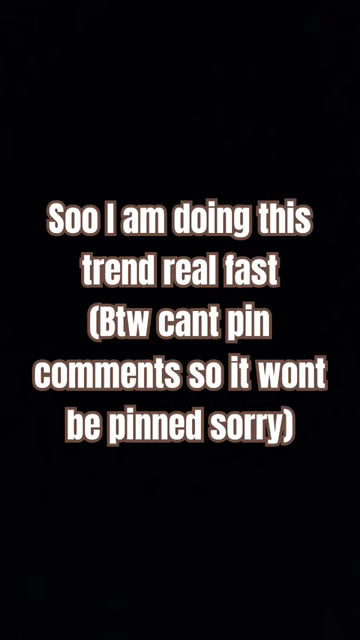 Soo I am doing this
trend real fast
(Btw cant pin
comments so it wont
be pinned sorry)